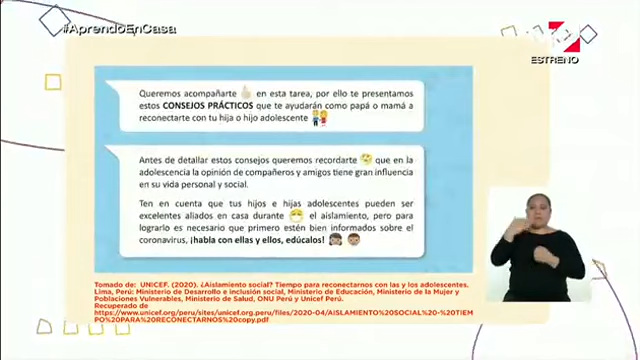 #AprendoEnCasa
ESTRENO
Queremos acompañarte en esta tarea, por ello te presentamos
estos CONSEJOS PRÁCTICOS que te ayudarán como papá o mamá a
reconectarte con tu hija o hijo adolescente
Antes de detallar estos consejos queremos recordarte que en la
adolescencia la opinión de compañeros y amigos tiene gran influencia
en su vida personal y social.
Ten en cuenta que tus hijos e hijas adolescentes pueden ser
excelentes aliados en casa durante el aislamiento, pero para
lograrlo es necesario que primero estén bien informados sobre el
coronavirus, ¡habla con ellas y ellos, edúcalos!
Tomado de: UNICEF. (2020). ¿Aislamiento social? Tiempo para reconectarnos con las y los adolescentes.
Lima, Perú: Ministerio de Desarrollo e inclusión social, Ministerio de Educación, Ministerio de la Mujer y
Poblaciones Vulnerables, Ministerio de Salud, ONU Perú y Unicef Perú.
Recuperado de
https://www.unicef.org/peru/sites/unicef.org.peru/files/2020-04/AISLAMIENTO%20SOCIAL%20-%20TIEM
PO%20PARA%20RECONECTARNOS%20copy.pdf